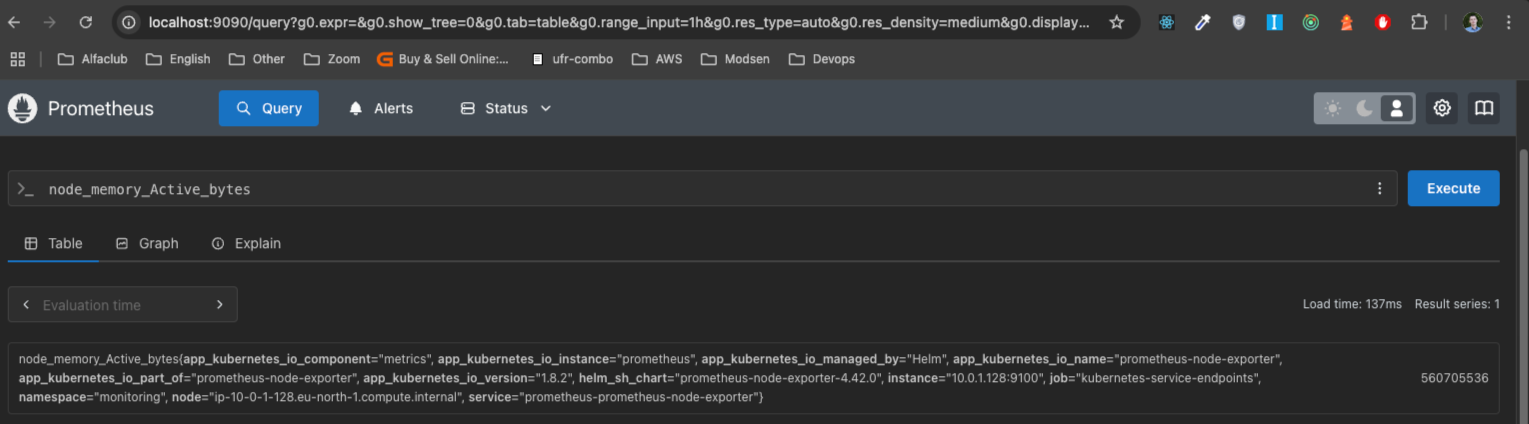 localhost:9090/query?g0.expr=&g0.show_tree=0&g0.tab=table&g0.range_input=1h&g0.res_type=auto&g0.res_density=medium&g0.display...
Alfaclub English Other Zoom Buy & Sell Online:... ufr-combo AWS Modsen Devops
Prometheus Query Alerts Status
>_ node_memory_Active_bytes Execute
Table Graph Explain
Evaluation time Load time: 137ms Result series: 1
node_memory_Active_bytes{app_kubernetes_io_component="metrics", app_kubernetes_io_instance="prometheus", app_kubernetes_io_managed_by="Helm", app_kubernetes_io_name="prometheus-node-exporter",
app_kubernetes_io_part_of="prometheus-node-exporter", app_kubernetes_io_version="1.8.2", helm_sh_chart="prometheus-node-exporter-4.42.0", instance="10.0.1.128:9100", job="kubernetes-service-endpoints", 560705536
namespace="monitoring", node="ip-10-0-1-128.eu-north-1.compute.internal", service="prometheus-prometheus-node-exporter"}